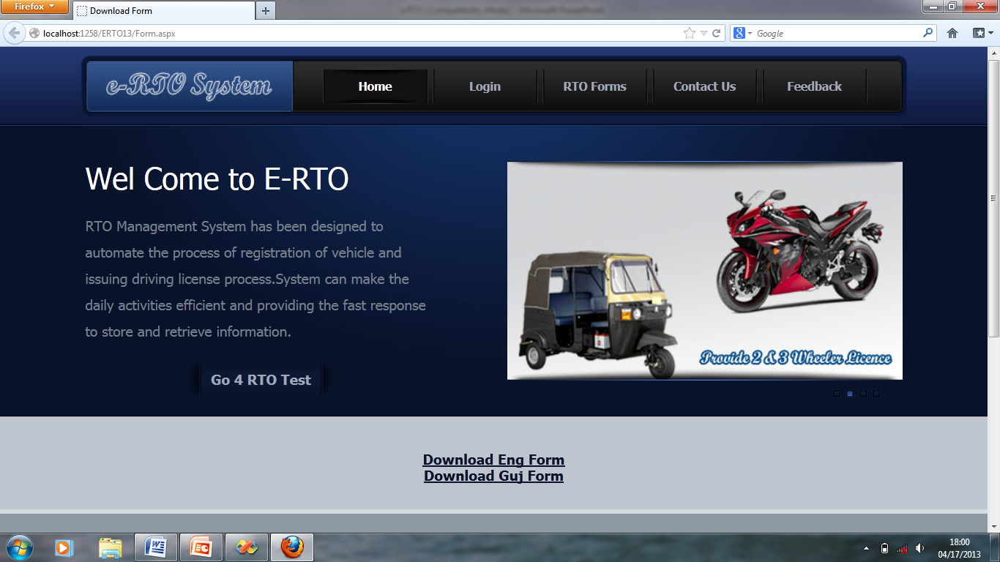 Firefox
Download Form
localhost:1258/ERTO13/Form.aspx
Google
e-RTO System
Home
Login
RTO Forms
Contact Us
Feedback
Wel Come to E-RTO
RTO Management System has been designed to
automate the process of registration of vehicle and
issuing driving license process.System can make the
daily activities efficient and providing the fast response
to store and retrieve information.
Go 4 RTO Test
Provide 2 & 3 Wheeler Licence
Download Eng Form
Download Guj Form
18:00
04/17/2013